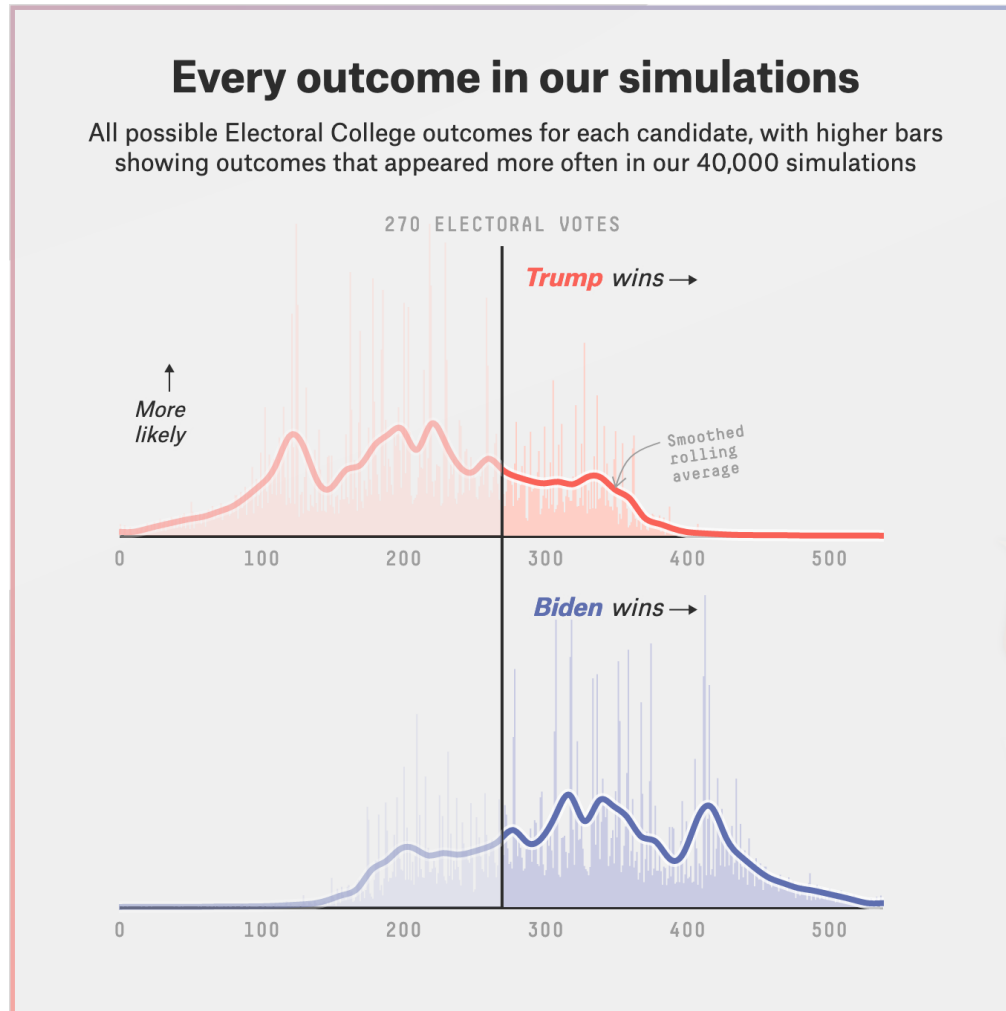 Every outcome in our simulations
All possible Electoral College outcomes for each candidate, with higher bars
showing outcomes that appeared more often in our 40,000 simulations
270 ELECTORAL VOTES
Trump wins →
↑
More
likely
Smoothed
rolling
average
0 100 200 300 400 500
Biden wins →
0 100 200 300 400 500